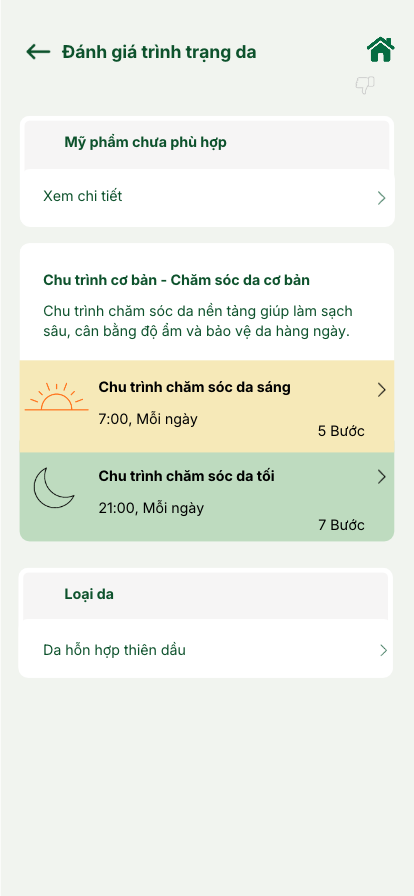 Đánh giá trình trạng da
Mỹ phẩm chưa phù hợp
Xem chi tiết
Chu trình cơ bản - Chăm sóc da cơ bản
Chu trình chăm sóc da nền tảng giúp làm sạch
sâu, cân bằng độ ẩm và bảo vệ da hàng ngày.
Chu trình chăm sóc da sáng
7:00, Mỗi ngày
5 Bước
Chu trình chăm sóc da tối
21:00, Mỗi ngày
7 Bước
Loại da
Da hỗn hợp thiên dầu